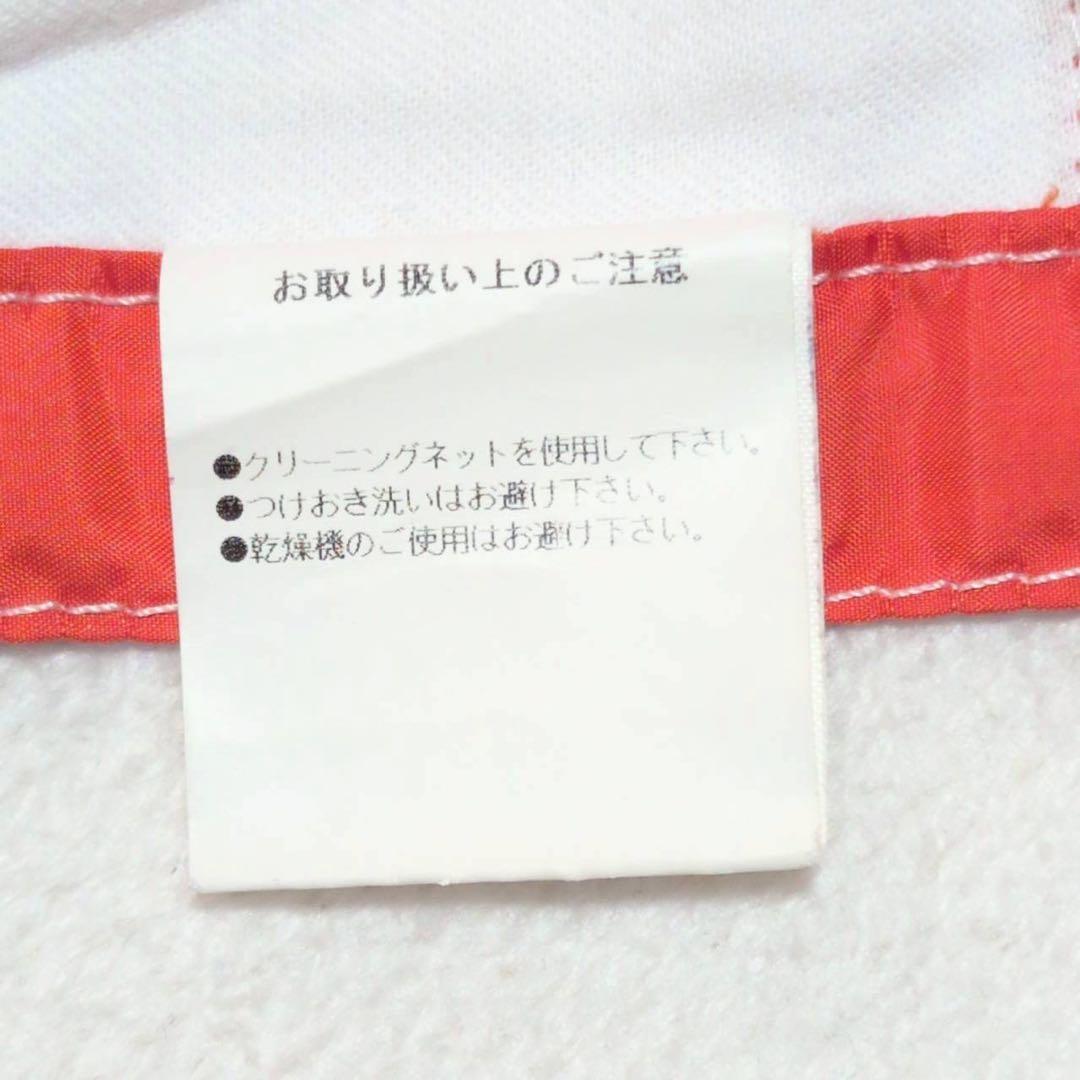 お取り扱い上のご注意
●クリーニングネットを使用して下さい。
●つけおき洗いはお避け下さい。
●乾燥機のご使用はお避け下さい。